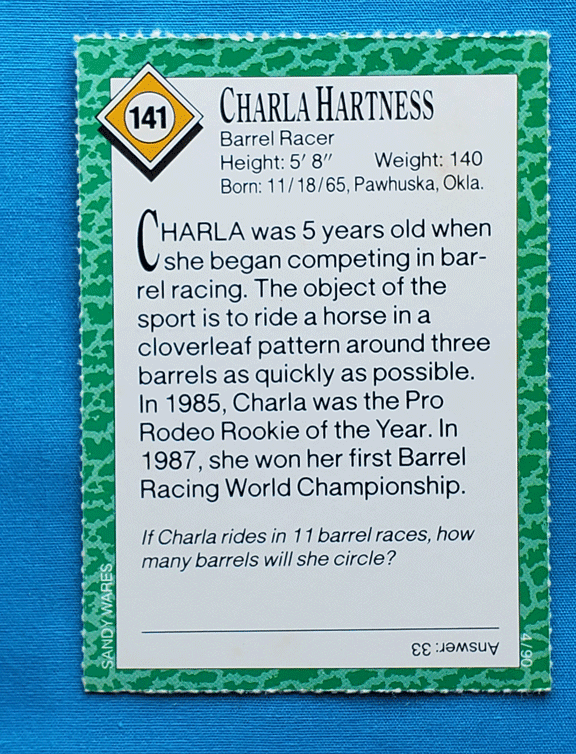 141
CHARLA HARTNESS
Barrel Racer
Height: 5' 8" Weight: 140
Born: 11/18/65, Pawhuska, Okla.
CHARLA was 5 years old when
she began competing in bar-
rel racing. The object of the
sport is to ride a horse in a
cloverleaf pattern around three
barrels as quickly as possible.
In 1985, Charla was the Pro
Rodeo Rookie of the Year. In
1987, she won her first Barrel
Racing World Championship.
If Charla rides in 11 barrel races, how
many barrels will she circle?
Answer: 33
SANDY WARES
4/90